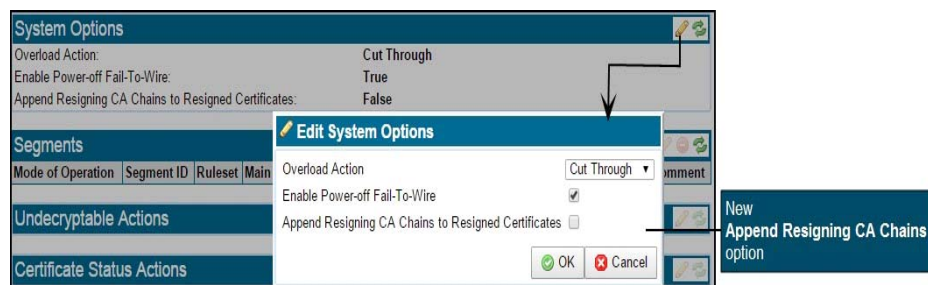 System Options
Overload Action: Cut Through
Enable Power-off Fail-To-Wire: True
Append Resigning CA Chains to Resigned Certificates: False
Edit System Options
Segments
Mode of Operation Segment ID Ruleset Main
Overload Action Cut Through
Enable Power-off Fail-To-Wire
Append Resigning CA Chains to Resigned Certificates
OK Cancel
Undecryptable Actions
Certificate Status Actions
New
Append Resigning CA Chains
option